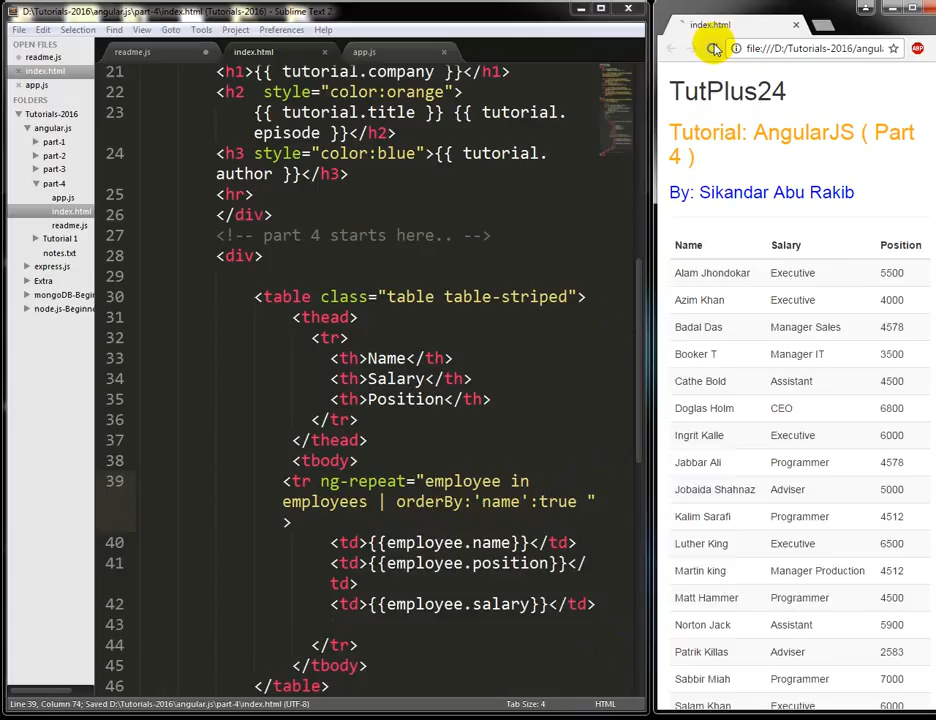 D:\Tutorials-2016\angular.js\part-4\index.html (Tutorials-2016) - Sublime Text 2
File Edit Selection Find View Goto Tools Project Preferences Help
OPEN FILES
readme.js
index.html
app.js
FOLDERS
Tutorials-2016
angular.js
part-1
part-2
part-3
part-4
app.js
index.html
readme.js
Tutorial 1
notes.txt
express.js
Extra
mongoDB-Begin
node.js-Beginne
readme.js
index.html
app.js
21 <h1>{{ tutorial.company }}</h1>
22 <h2  style="color:orange">
23 {{ tutorial.title }} {{ tutorial.
episode }}</h2>
24 <h3 style="color:blue">{{ tutorial.
author }}</h3>
25 <hr>
26 </div>
27 <!-- part 4 starts here.. -->
28 <div>
29
30 <table class="table table-striped">
31 <thead>
32 <tr>
33 <th>Name</th>
34 <th>Salary</th>
35 <th>Position</th>
36 </tr>
37 </thead>
38 <tbody>
39 <tr ng-repeat="employee in
employees | orderBy:'name':true "
>
40 <td>{{employee.name}}</td>
41 <td>{{employee.position}}</
td>
42 <td>{{employee.salary}}</td>
43
44 </tr>
45 </tbody>
46 </table>
Line 39, Column 74; Saved D:\Tutorials-2016\angular.js\part-4\index.html (UTF-8) Tab Size: 4 HTML
index.html
file:///D:/Tutorials-2016/angul
ABP
TutPlus24
Tutorial: AngularJS ( Part
4 )
By: Sikandar Abu Rakib
Name Salary Position
Alam Jhondokar Executive 5500
Azim Khan Executive 4000
Badal Das Manager Sales 4578
Booker T Manager IT 3500
Cathe Bold Assistant 4500
Doglas Holm CEO 6800
Ingrit Kalle Executive 6000
Jabbar Ali Programmer 4578
Jobaida Shahnaz Adviser 5000
Kalim Sarafi Programmer 4512
Luther King Executive 6500
Martin king Manager Production 4512
Matt Hammer Programmer 4500
Norton Jack Assistant 5900
Patrik Killas Adviser 2583
Sabbir Miah Programmer 7000
Salam Khan Executive 6000